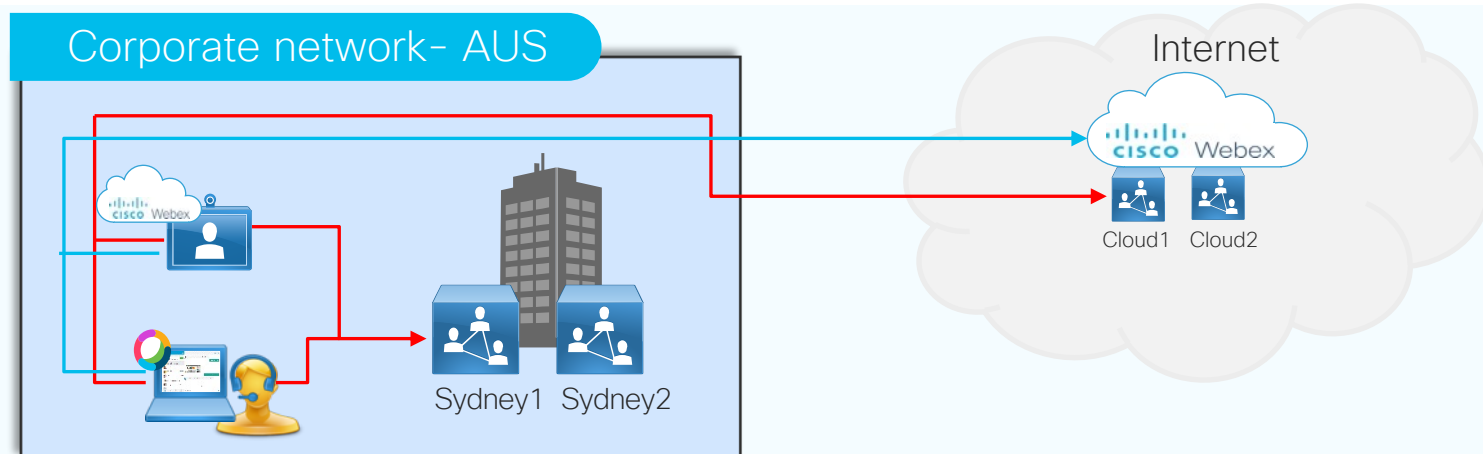 Corporate network- AUS
Internet
CISCO Webex
Cloud1 Cloud2
CISCO Webex
Sydney1 Sydney2